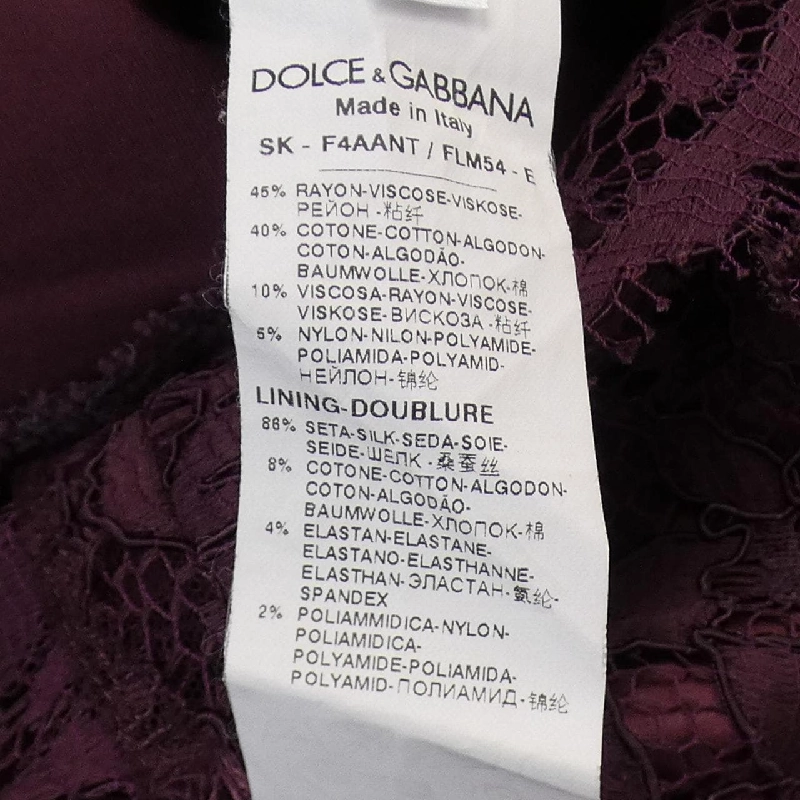 DOLCE & GABBANA
Made in Italy
SK - F4AANT / FLM54 - E
45% RAYON-VISCOSE-VISKOSE-
РЕЙОН -粘纤
40% COTONE-COTTON-ALGODON-
COTON-ALGODÃO-
BAUMWOLLE-ХЛОПОК-棉
10% VISCOSA-RAYON-VISCOSE-
VISKOSE-ВИСКОЗА -粘纤
5% NYLON-NILON-POLYAMIDE-
POLIAMIDA-POLYAMID-
НЕЙЛОН-锦纶
LINING-DOUBLURE
86% SETA-SILK-SEDA-SOIE-
SEIDE-ШЕЛК -桑蚕丝
8% COTONE-COTTON-ALGODON-
COTON-ALGODÃO-
BAUMWOLLE-ХЛОПОК-棉
4% ELASTAN-ELASTANE-
ELASTANO-ELASTHANNE-
ELASTHAN-ЭЛАСТАН-氨纶-
SPANDEX
2% POLIAMMIDICA-NYLON-
POLIAMIDICA-
POLYAMIDE-POLIAMIDA-
POLYAMID-ПОЛИАМИД-锦纶